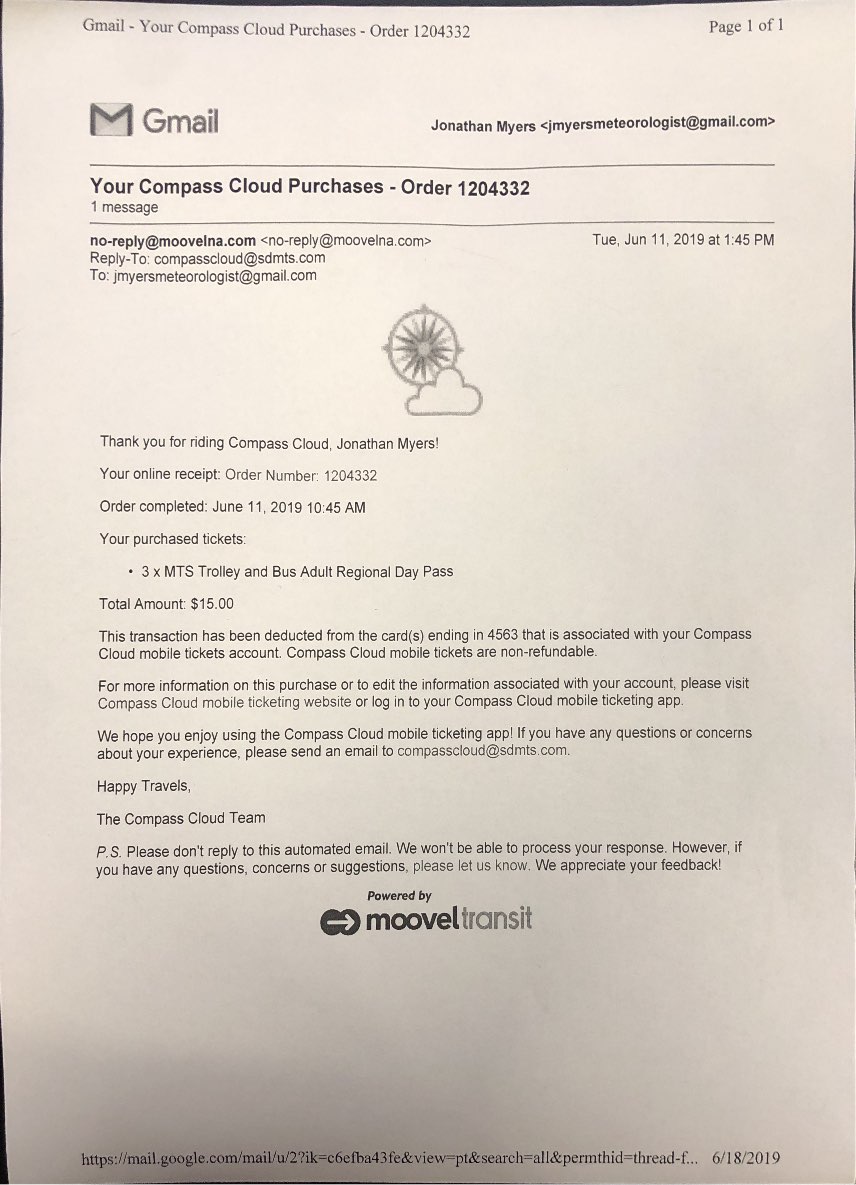 Gmail - Your Compass Cloud Purchases - Order 1204332
Page 1 of 1
Gmail
Jonathan Myers <jmyersmeteorologist@gmail.com>
Your Compass Cloud Purchases - Order 1204332
1 message
no-reply@moovelna.com <no-reply@moovelna.com>
Tue, Jun 11, 2019 at 1:45 PM
Reply-To: compasscloud@sdmts.com
To: jmyersmeteorologist@gmail.com
Thank you for riding Compass Cloud, Jonathan Myers!
Your online receipt: Order Number: 1204332
Order completed: June 11, 2019 10:45 AM
Your purchased tickets:
• 3 x MTS Trolley and Bus Adult Regional Day Pass
Total Amount: $15.00
This transaction has been deducted from the card(s) ending in 4563 that is associated with your Compass
Cloud mobile tickets account. Compass Cloud mobile tickets are non-refundable.
For more information on this purchase or to edit the information associated with your account, please visit
Compass Cloud mobile ticketing website or log in to your Compass Cloud mobile ticketing app.
We hope you enjoy using the Compass Cloud mobile ticketing app! If you have any questions or concerns
about your experience, please send an email to compasscloud@sdmts.com.
Happy Travels,
The Compass Cloud Team
P.S. Please don't reply to this automated email. We won't be able to process your response. However, if
you have any questions, concerns or suggestions, please let us know. We appreciate your feedback!
Powered by
moovel transit
https://mail.google.com/mail/u/2?ik=c6efba43fe&view=pt&search=all&permthid=thread-f... 6/18/2019